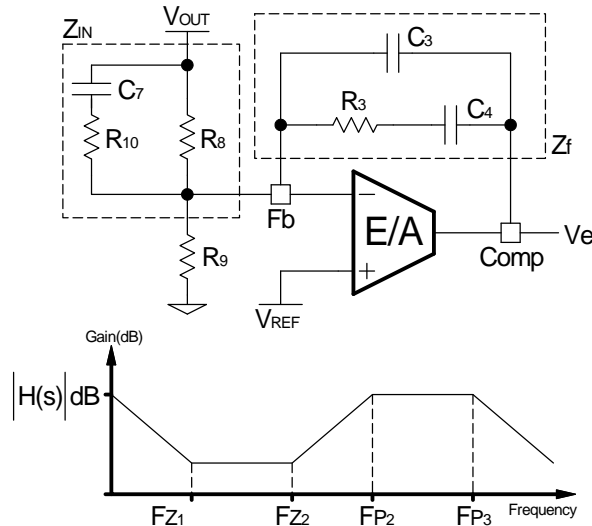 VOUT
ZIN
C3
C7
R3
C4
R10
R8
Zf
Fb
E/A
Ve
R9
Comp
VREF
Gain(dB)
|H(s)| dB
FZ1
FZ2
FP2
FP3
Frequency